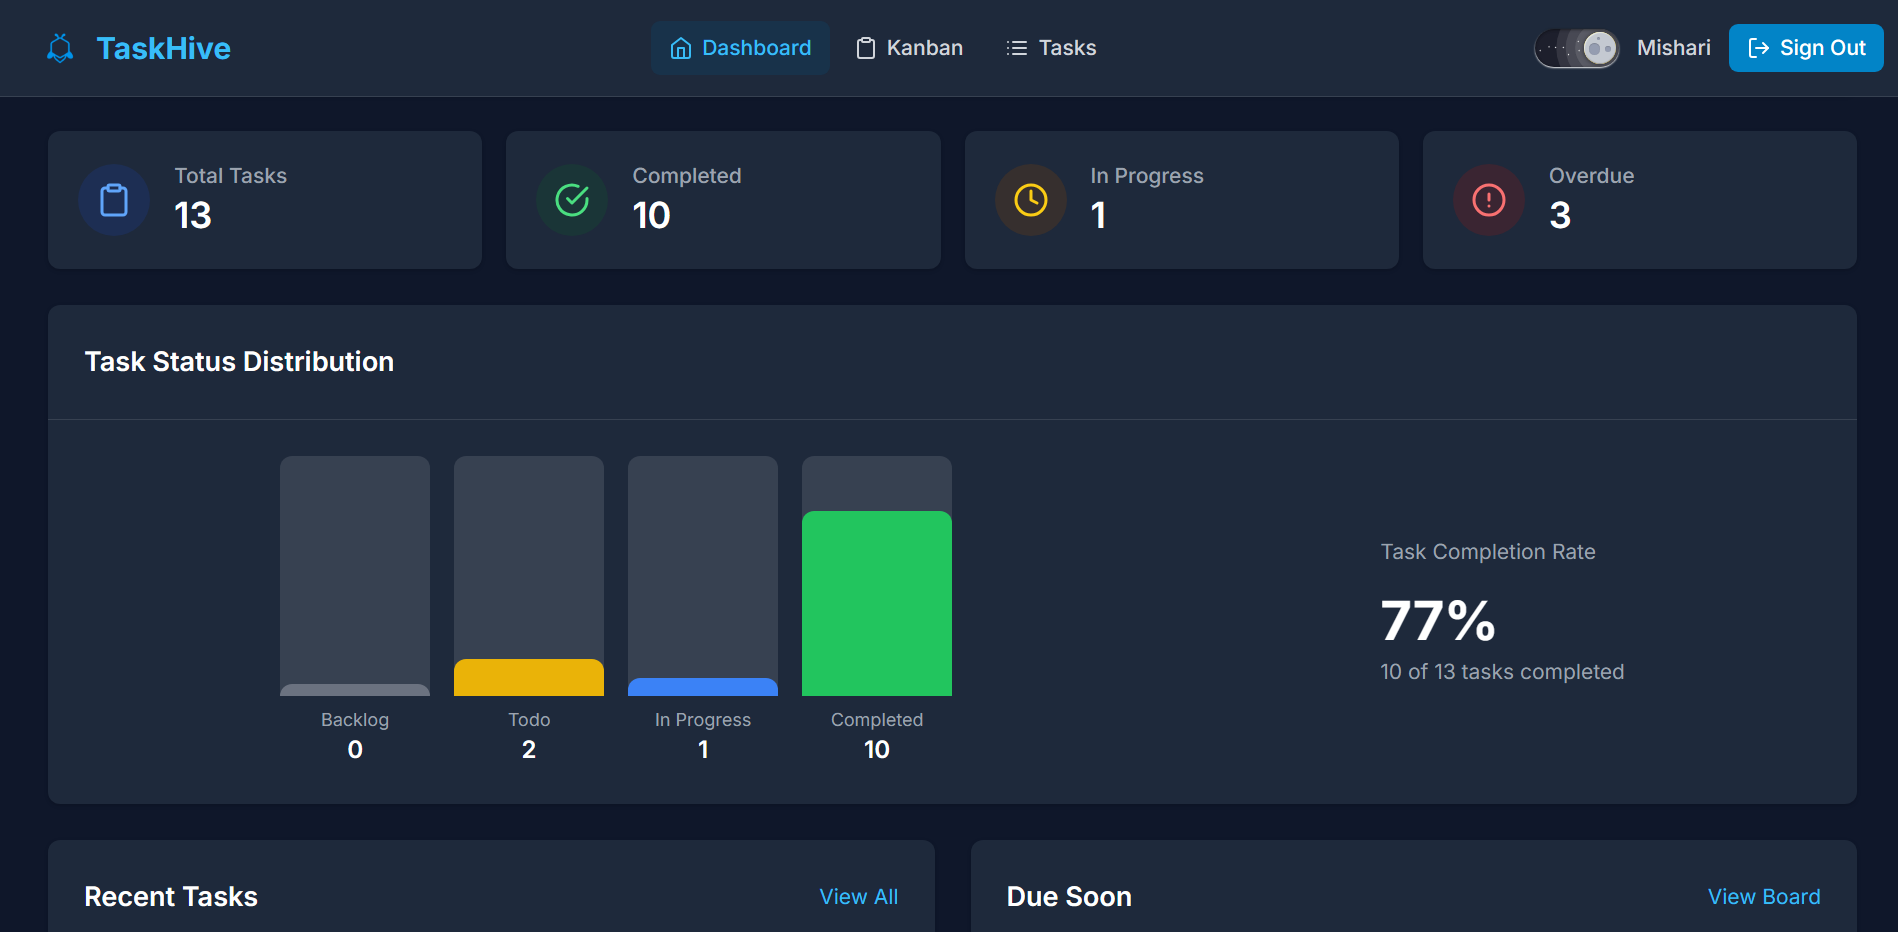 TaskHive
Dashboard
Kanban
Tasks
Mishari
Sign Out
Total Tasks
13
Completed
10
In Progress
1
Overdue
3
Task Status Distribution
Backlog
0
Todo
2
In Progress
1
Completed
10
Task Completion Rate
77%
10 of 13 tasks completed
Recent Tasks
View All
Due Soon
View Board